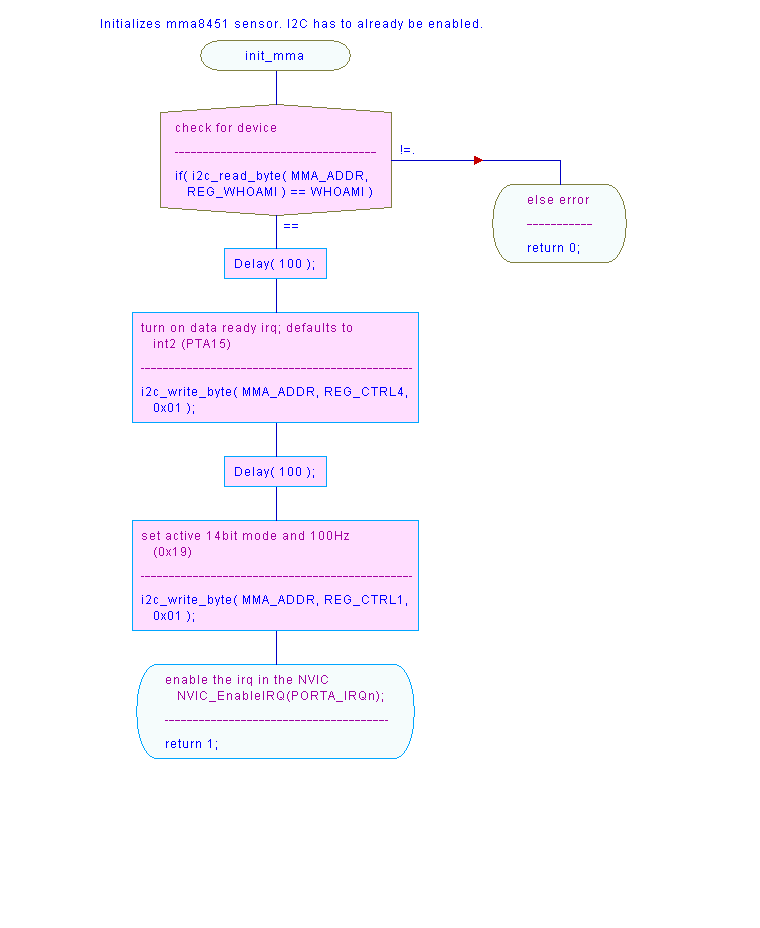 Initializes mma8451 sensor. I2C has to already be enabled.
init_mma
check for device
if( i2c_read_byte( MMA_ADDR,
REG_WHOAMI ) == WHOAMI )
!=.
else error
return 0;
==
Delay( 100 );
turn on data ready irq; defaults to
int2 (PTA15)
i2c_write_byte( MMA_ADDR, REG_CTRL4,
0x01 );
Delay( 100 );
set active 14bit mode and 100Hz
(0x19)
i2c_write_byte( MMA_ADDR, REG_CTRL1,
0x01 );
enable the irq in the NVIC
NVIC_EnableIRQ(PORTA_IRQn);
return 1;